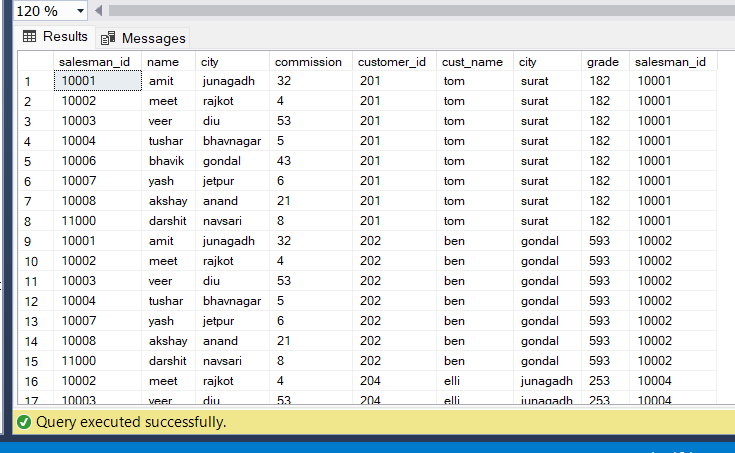 120 %
Results Messages
salesman_id name city commission customer_id cust_name city grade salesman_id
1 10001 amit junagadh 32 201 tom surat 182 10001
2 10002 meet rajkot 4 201 tom surat 182 10001
3 10003 veer diu 53 201 tom surat 182 10001
4 10004 tushar bhavnagar 5 201 tom surat 182 10001
5 10006 bhavik gondal 43 201 tom surat 182 10001
6 10007 yash jetpur 6 201 tom surat 182 10001
7 10008 akshay anand 21 201 tom surat 182 10001
8 11000 darshit navsari 8 201 tom surat 182 10001
9 10001 amit junagadh 32 202 ben gondal 593 10002
10 10002 meet rajkot 4 202 ben gondal 593 10002
11 10003 veer diu 53 202 ben gondal 593 10002
12 10004 tushar bhavnagar 5 202 ben gondal 593 10002
13 10007 yash jetpur 6 202 ben gondal 593 10002
14 10008 akshay anand 21 202 ben gondal 593 10002
15 11000 darshit navsari 8 202 ben gondal 593 10002
16 10002 meet rajkot 4 204 elli junagadh 253 10004
17 10003 veer diu 53 204 elli junagadh 253 10004
Query executed successfully.